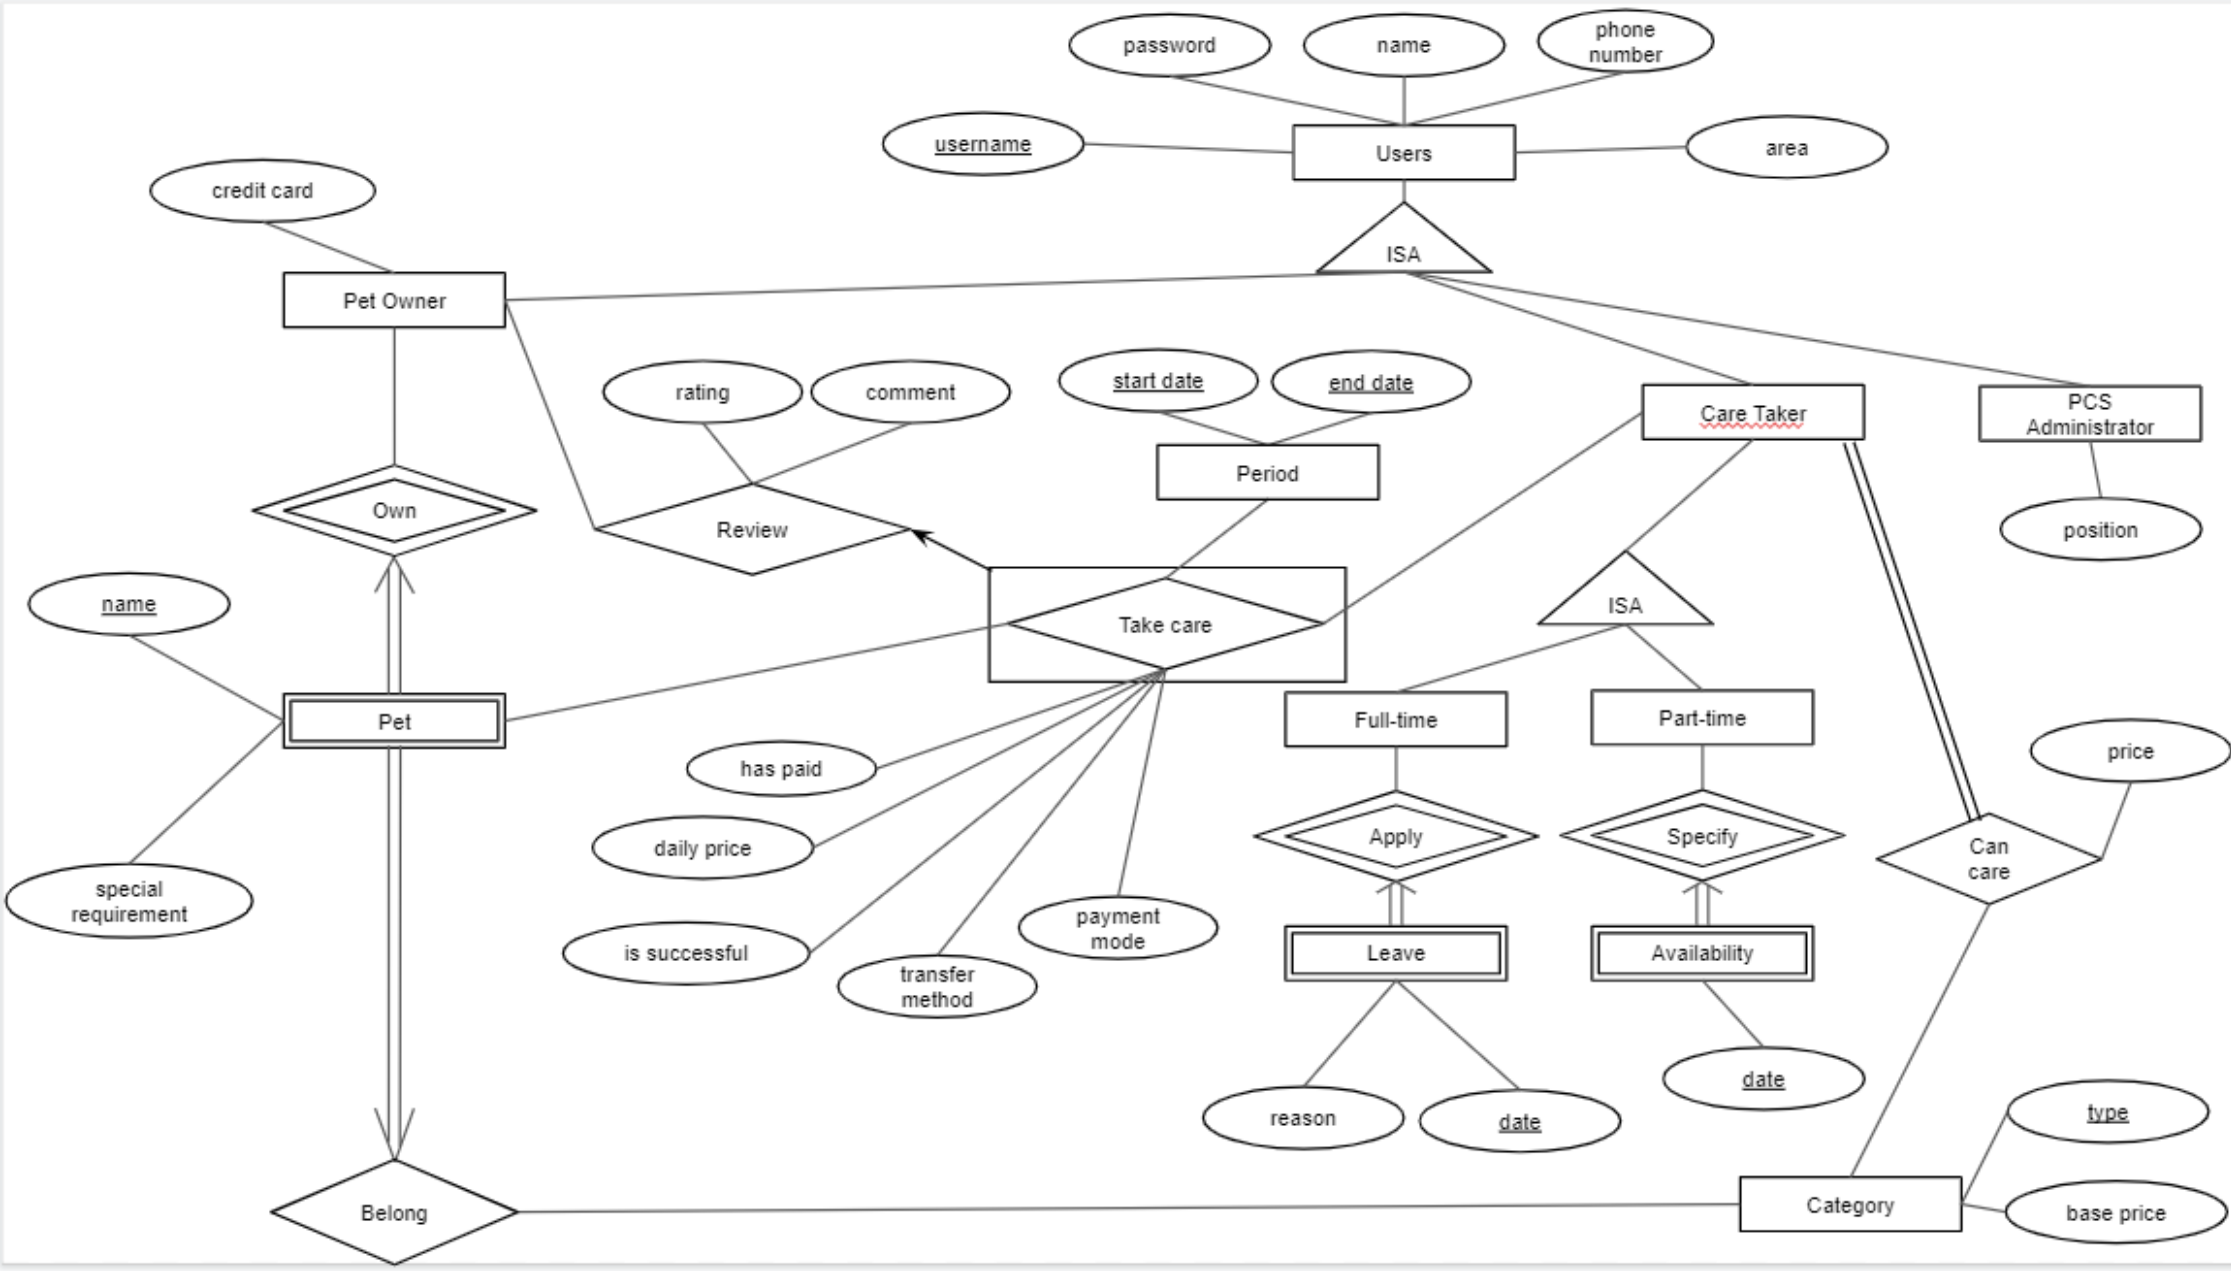 password
name
phone
number
username
Users
area
credit card
ISA
Pet Owner
rating
comment
start date
end date
Care Taker
PCS
Administrator
Period
Own
Review
position
name
Take care
ISA
Pet
Full-time
Part-time
has paid
price
daily price
Apply
Specify
Can
care
special
requirement
payment
mode
is successful
transfer
method
Leave
Availability
date
reason
date
type
Belong
Category
base price